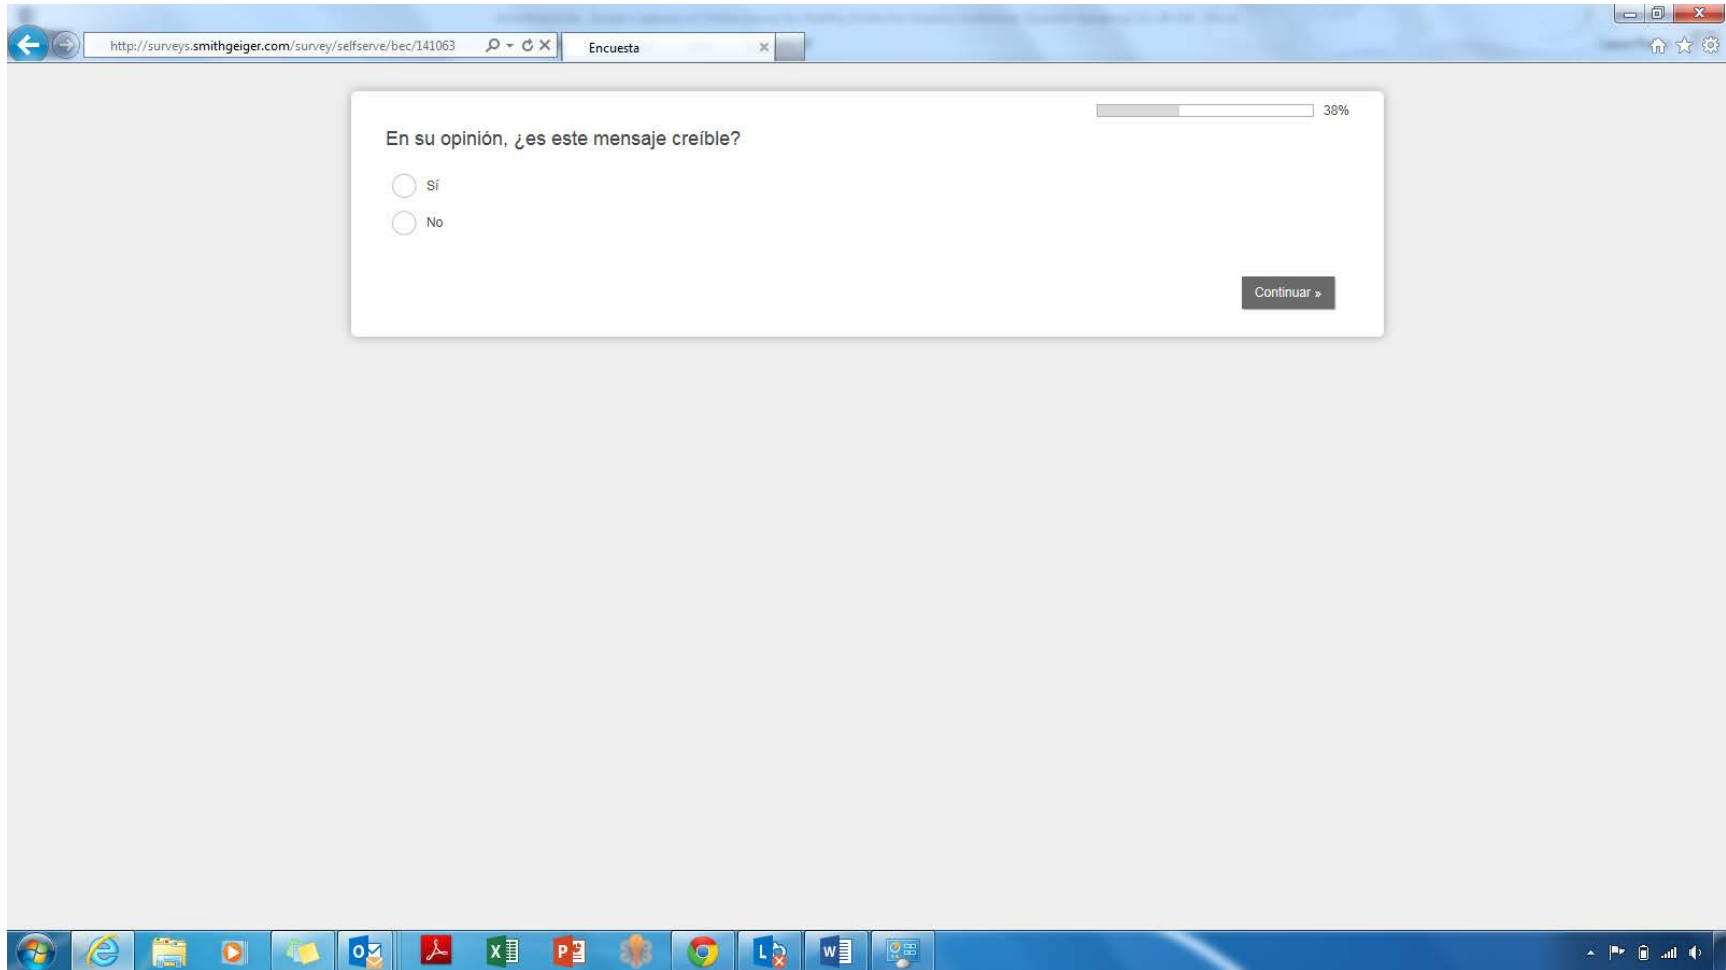 http://surveys.smithgeiger.com/survey/selfserve/bec/141063
Encuesta
38%
En su opinión, ¿es este mensaje creíble?
Sí
No
Continuar »